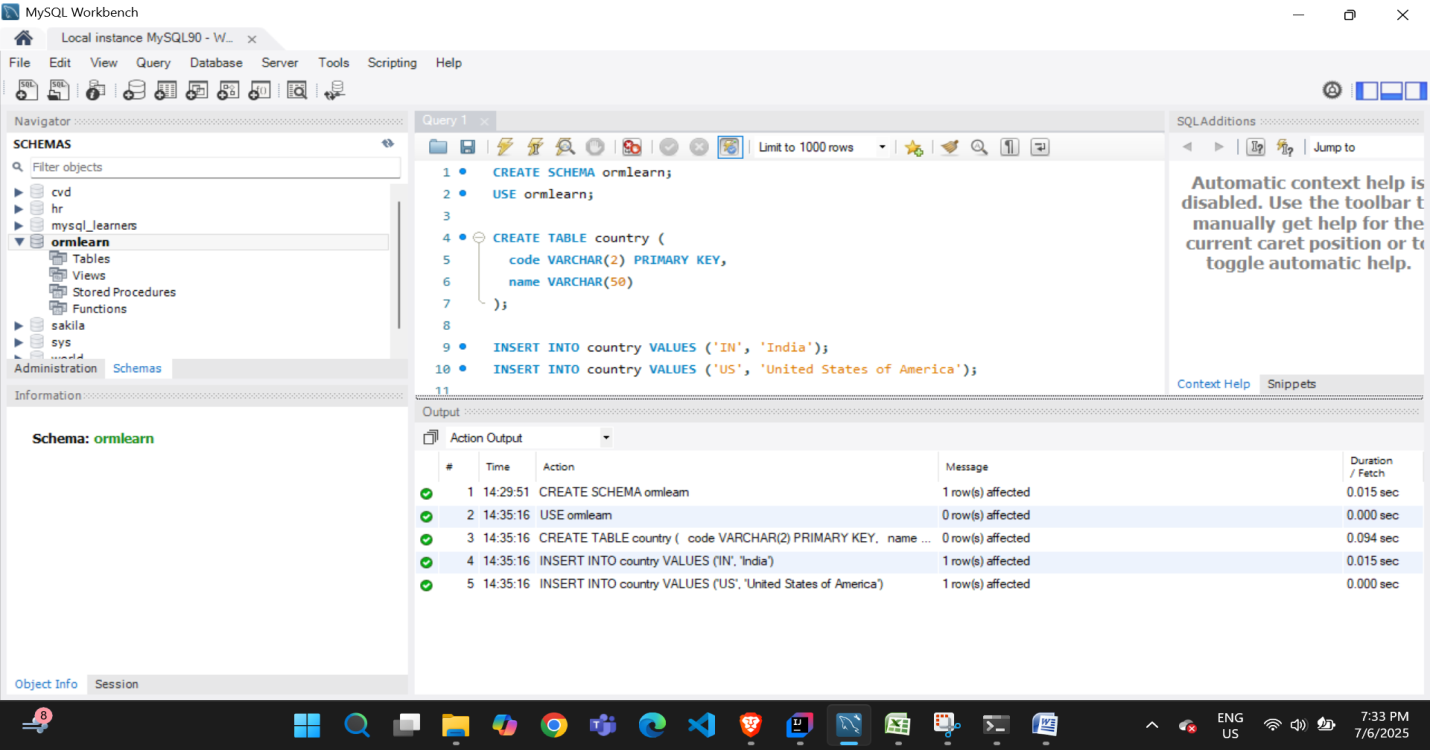 MySQL Workbench
Local instance MySQL90 - W...
File Edit View Query Database Server Tools Scripting Help
Navigator
SCHEMAS
Filter objects
cvd
hr
mysql_learners
ormlearn
Tables
Views
Stored Procedures
Functions
sakila
sys
world
Administration Schemas
Information
Schema: ormlearn
Object Info Session
Query 1
Limit to 1000 rows
1 CREATE SCHEMA ormlearn;
2 USE ormlearn;
3
4 CREATE TABLE country (
5 code VARCHAR(2) PRIMARY KEY,
6 name VARCHAR(50)
7 );
8
9 INSERT INTO country VALUES ('IN', 'India');
10 INSERT INTO country VALUES ('US', 'United States of America');
11
SQLAdditions
Jump to
Automatic context help is
disabled. Use the toolbar t
manually get help for the
current caret position or to
toggle automatic help.
Context Help Snippets
Output
Action Output
# Time Action Message Duration / Fetch
1 14:29:51 CREATE SCHEMA ormlearn 1 row(s) affected 0.015 sec
2 14:35:16 USE ormlearn 0 row(s) affected 0.000 sec
3 14:35:16 CREATE TABLE country ( code VARCHAR(2) PRIMARY KEY, name ... 0 row(s) affected 0.094 sec
4 14:35:16 INSERT INTO country VALUES ('IN', 'India') 1 row(s) affected 0.015 sec
5 14:35:16 INSERT INTO country VALUES ('US', 'United States of America') 1 row(s) affected 0.000 sec
8
ENG
US
7:33 PM
7/6/2025